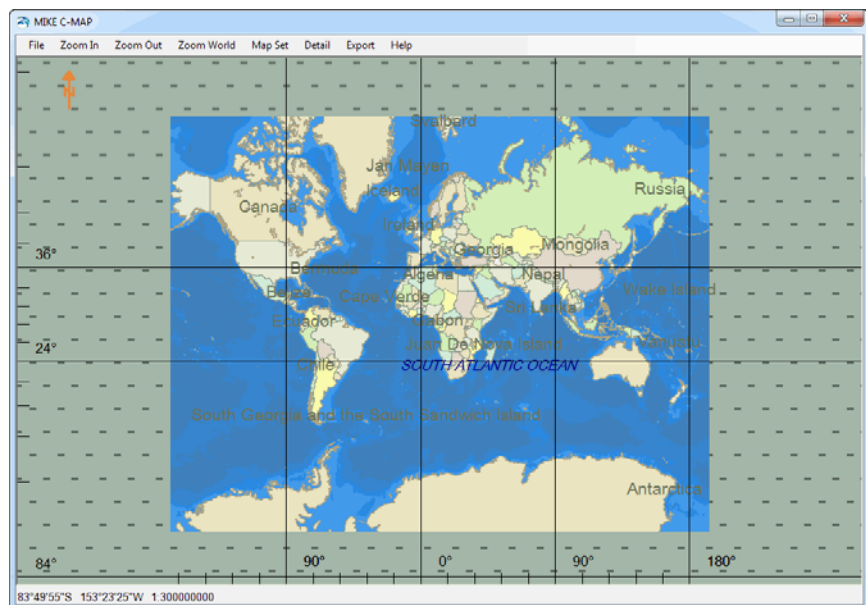 MIKE C-MAP
File Zoom In Zoom Out Zoom World Map Set Detail Export Help
N
Svalbard
Jan Mayen
Iceland
Russia
Canada
Ireland
Georgia
Mongolia
36°
Bermuda
Algeria
Nepal
Belize
Cape Verde
Sri Lanka
Wake Island
Ecuador
Gabon
Juan De Nova Island
Vanuatu
24°
Chile
SOUTH ATLANTIC OCEAN
South Georgia and the South Sandwich Island
Antarctica
84°
90°
0°
90°
180°
83°49'55"S 153°23'25"W 1:300000000